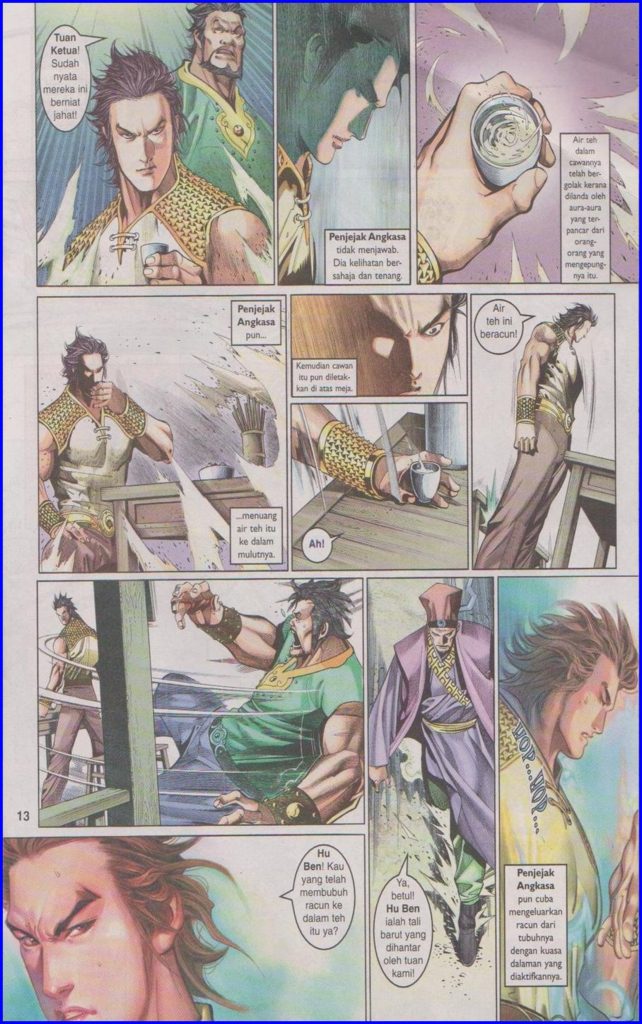 Tuan
Ketua!
Sudah
nyata
mereka ini
berniat
jahat!
Penjejak Angkasa
tidak menjawab.
Dia kelihatan ber-
sahaja dan tenang.
Air teh
dalam
cawannya
telah ber-
golak kerana
dilanda oleh
aura-aura
yang ter-
pancar dari
orang-
orang yang
mengepung-
nya itu.
Penjejak
Angkasa
pun...
...menuang
air teh itu
ke dalam
mulutnya.
Kemudian cawan
itu pun diletak-
kan di atas meja.
Ah!
Air
teh ini
beracun!
13
Hu
Ben! Kau
yang telah
membubuh
racun ke
dalam teh
itu ya?
Ya,
betul!
Hu Ben
ialah tali
barut yang
dihantar
oleh tuan
kami!
WOP...WOP...
Penjejak
Angkasa
pun cuba
mengeluarkan
racun dari
tubuhnya
dengan kuasa
dalaman yang
diaktifkannya.